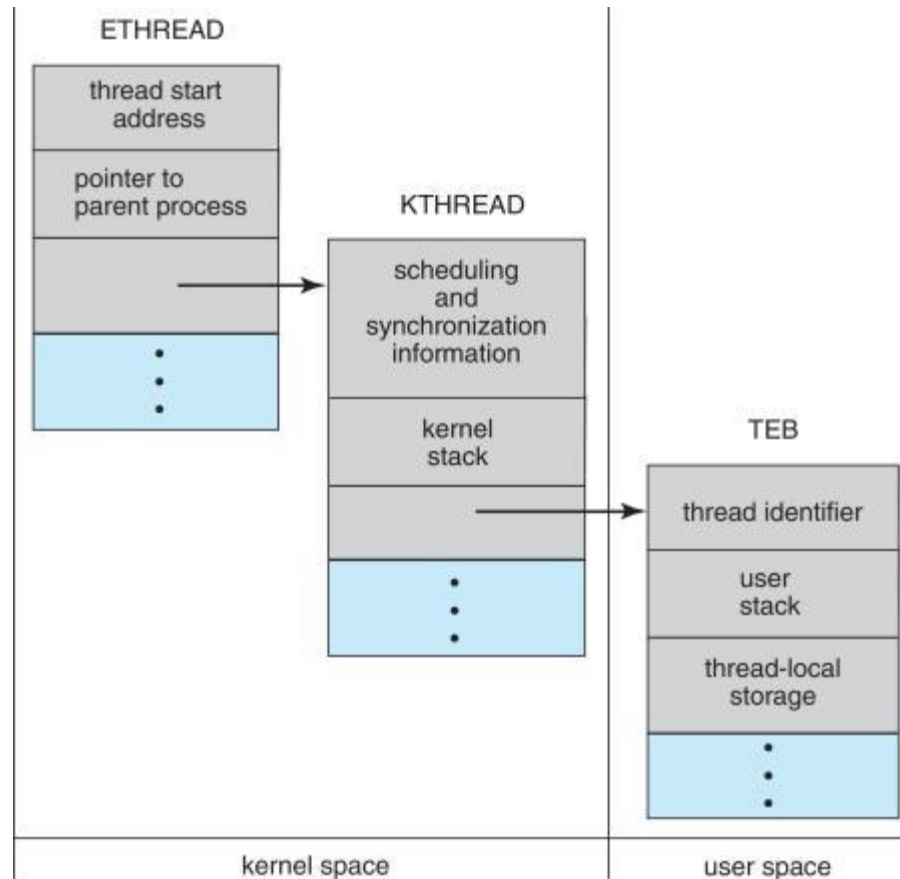 ETHREAD
thread start
address
pointer to
parent process
KTHREAD
scheduling
and
synchronization
information
kernel
stack
TEB
thread identifier
user
stack
thread-local
storage
kernel space
user space